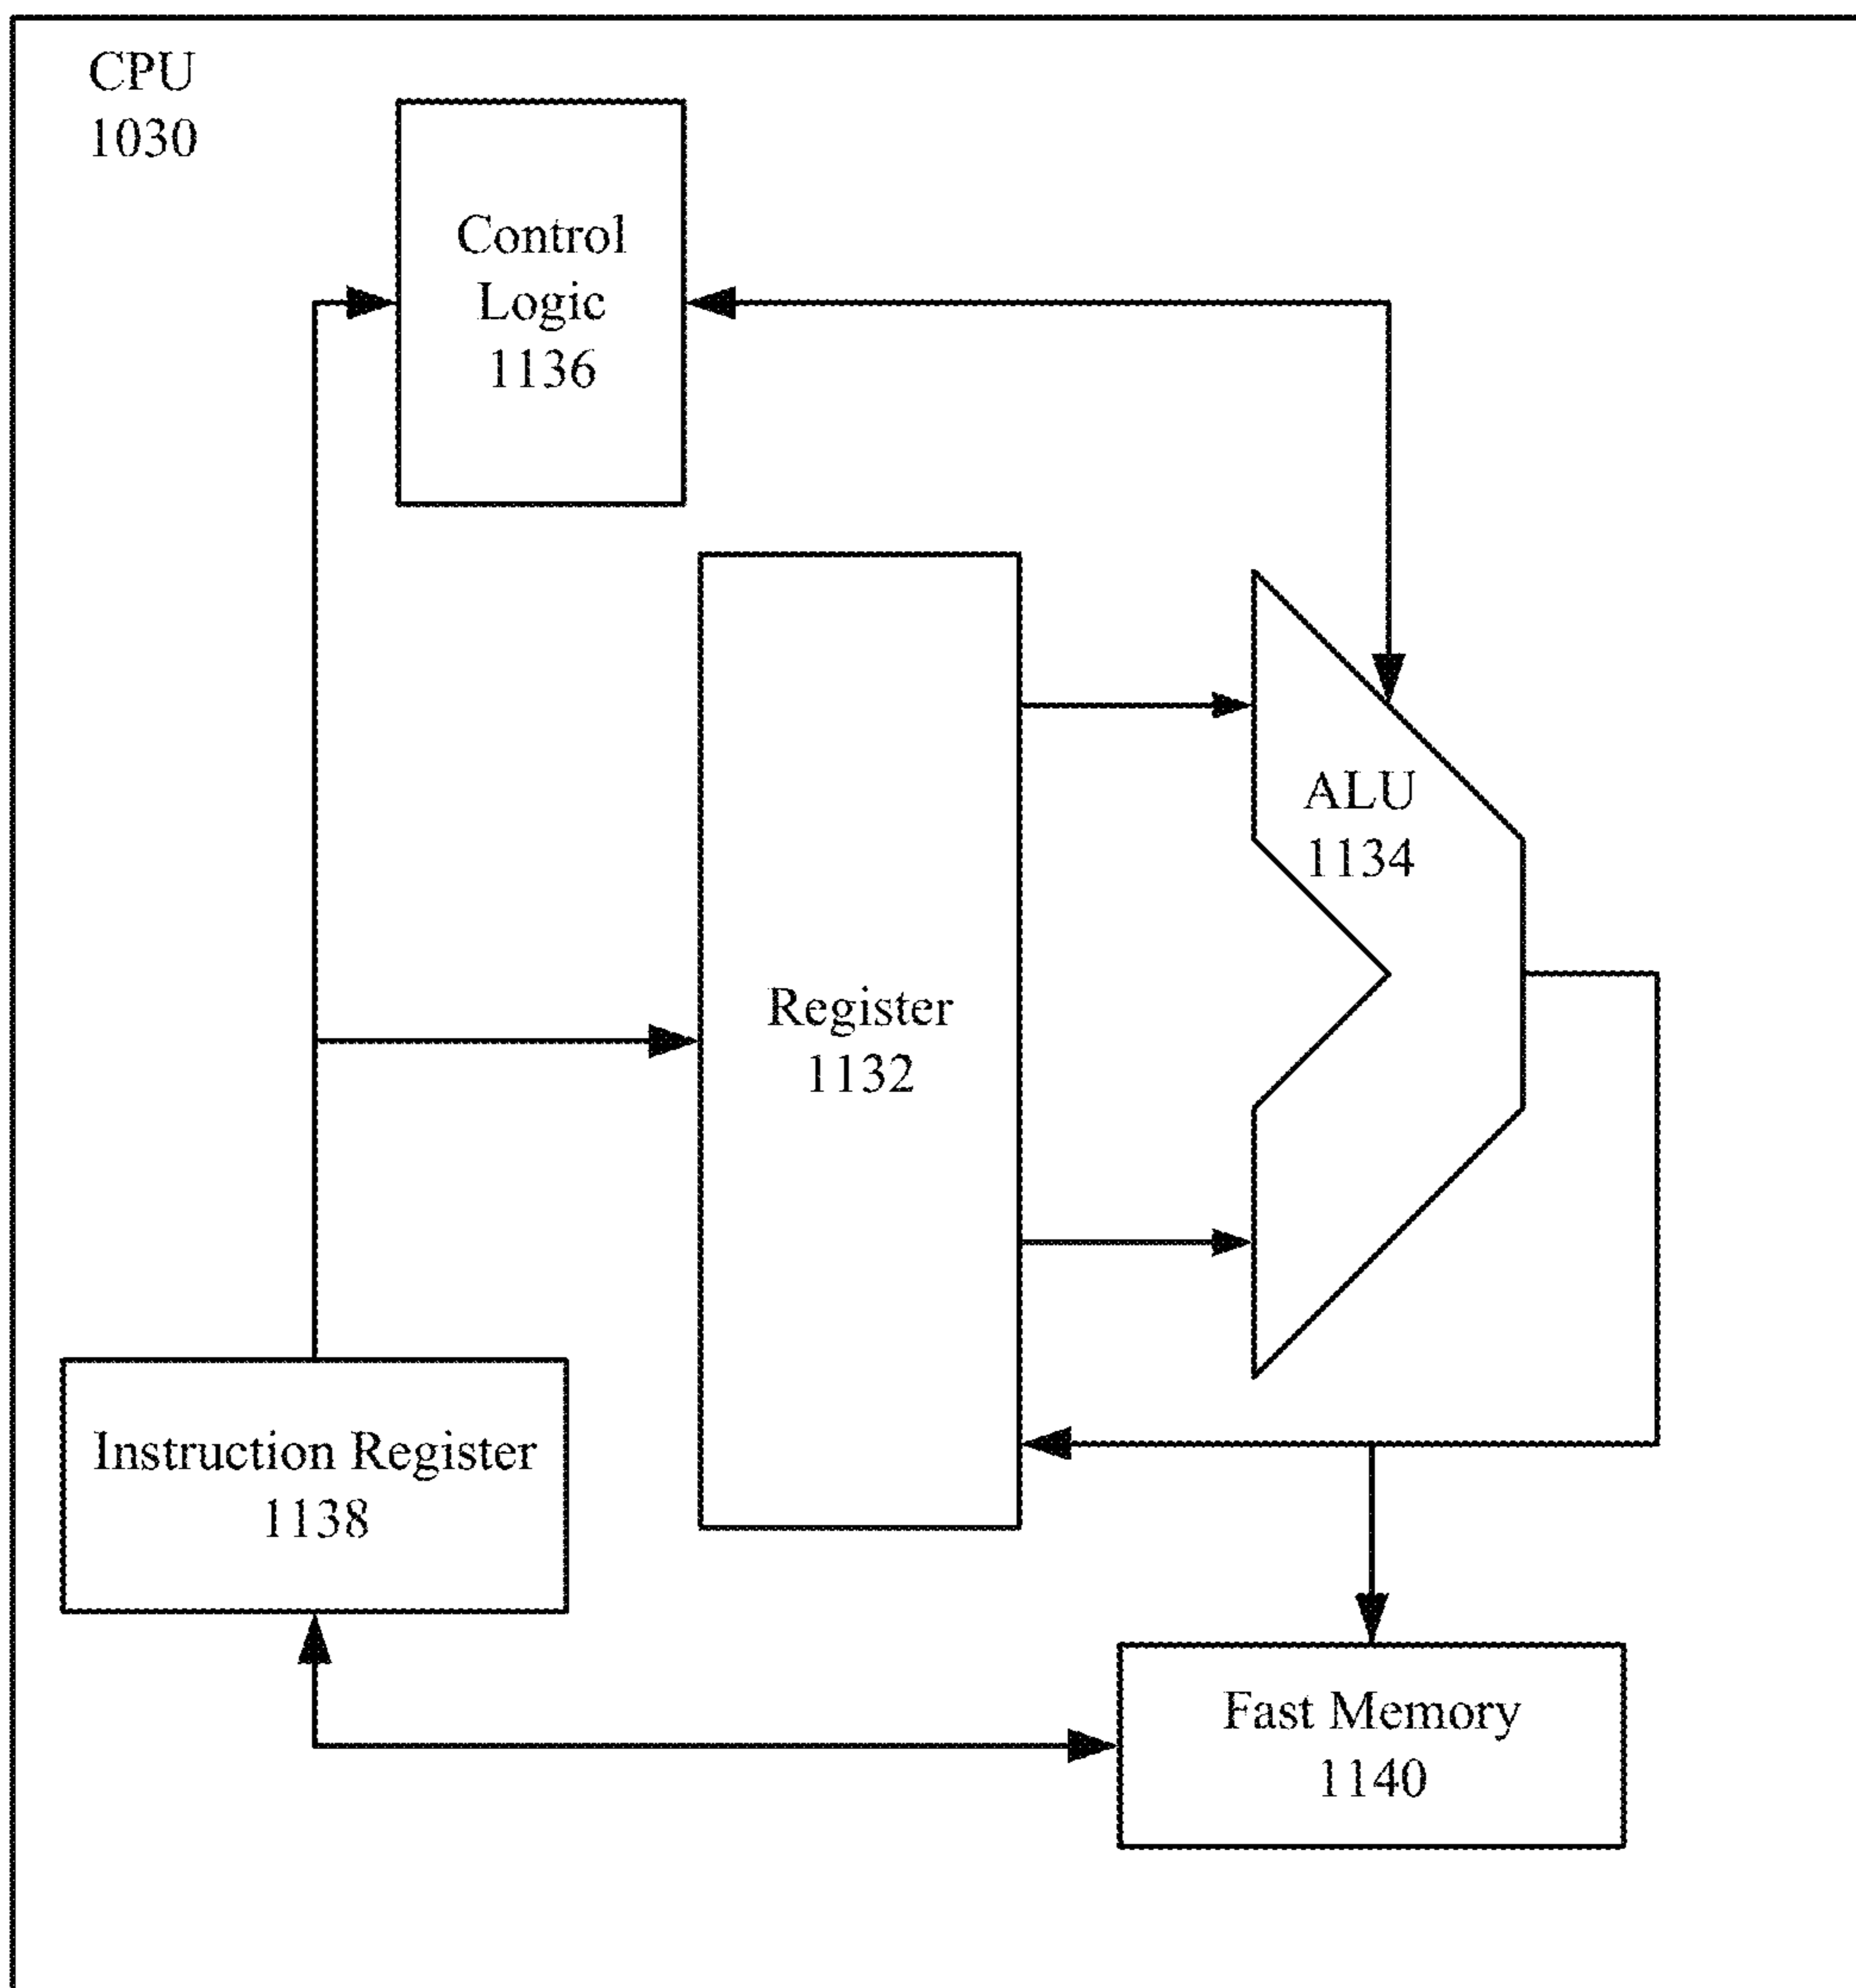 CPU
1030
Control
Logic
1136
ALU
1134
Register
1132
Instruction Register
1138
Fast Memory
1140